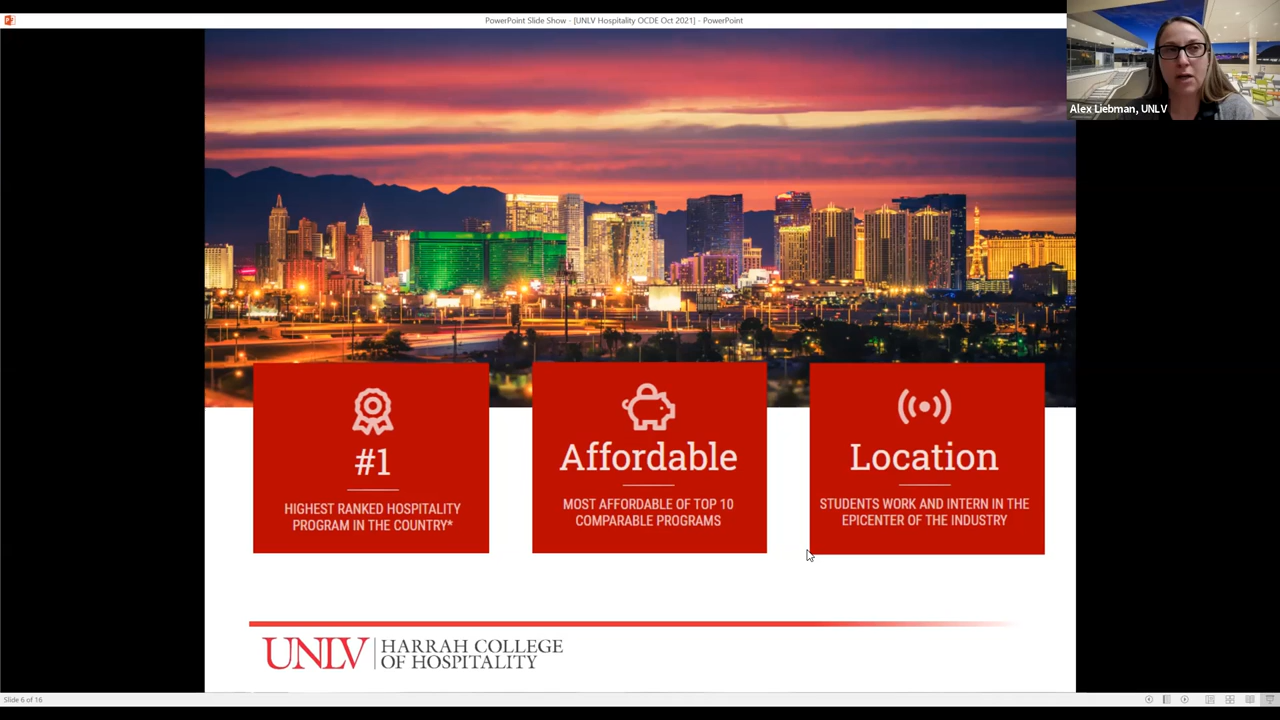 PowerPoint Slide Show - [UNLV Hospitality OCDE Oct 2021] - PowerPoint
Alex Liebman, UNLV
#1
HIGHEST RANKED HOSPITALITY
PROGRAM IN THE COUNTRY*
Affordable
MOST AFFORDABLE OF TOP 10
COMPARABLE PROGRAMS
Location
STUDENTS WORK AND INTERN IN THE
EPICENTER OF THE INDUSTRY
UNLV
HARRAH COLLEGE
OF HOSPITALITY
Slide 6 of 16